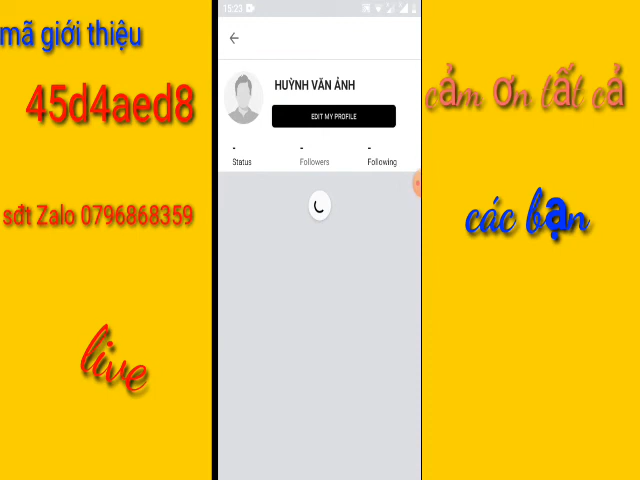 mã giới thiệu
45d4aed8
sđt Zalo 0796868359
live
15:23
HUỲNH VĂN ẢNH
EDIT MY PROFILE
- - -
Status Followers Following
cảm ơn tất cả
các bạn